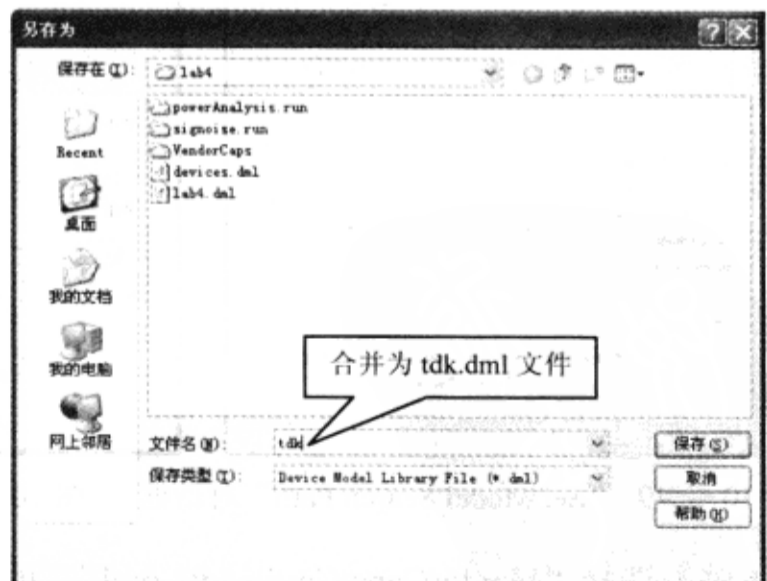 另存为
保存在(I):
lab4
powerAnalysis.run
signoise.run
VendorCaps
devices.dml
lab4.dml
Recent
桌面
我的文档
我的电脑
网上邻居
合并为 tdk.dml 文件
文件名(N):
tdk
保存(S)
保存类型(T):
Device Model Library File (*.dml)
取消
帮助(H)